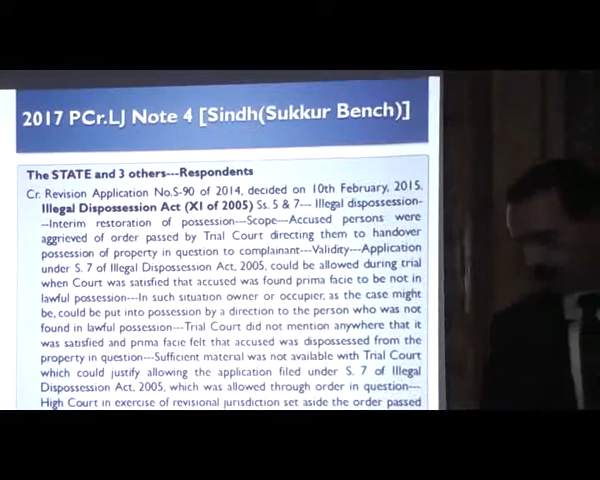 2017 PCr.LJ Note 4 [Sindh(Sukkur Bench)]
The STATE and 3 others---Respondents
Cr. Revision Application No.S-90 of 2014, decided on 10th February, 2015.
Illegal Dispossession Act (XI of 2005) Ss. 5 & 7--- Illegal dispossession-
--Interim restoration of possession---Scope---Accused persons were
aggrieved of order passed by Trial Court directing them to handover
possession of property in question to complainant---Validity---Application
under S. 7 of Illegal Dispossession Act, 2005, could be allowed during trial
when Court was satisfied that accused was found prima facie to be not in
lawful possession---In such situation owner or occupier, as the case might
be, could be put into possession by a direction to the person who was not
found in lawful possession---Trial Court did not mention anywhere that it
was satisfied and prima facie felt that accused was dispossessed from the
property in question---Sufficient material was not available with Trial Court
which could justify allowing the application filed under S. 7 of Illegal
Dispossession Act, 2005, which was allowed through order in question---
High Court in exercise of revisional jurisdiction set aside the order passed